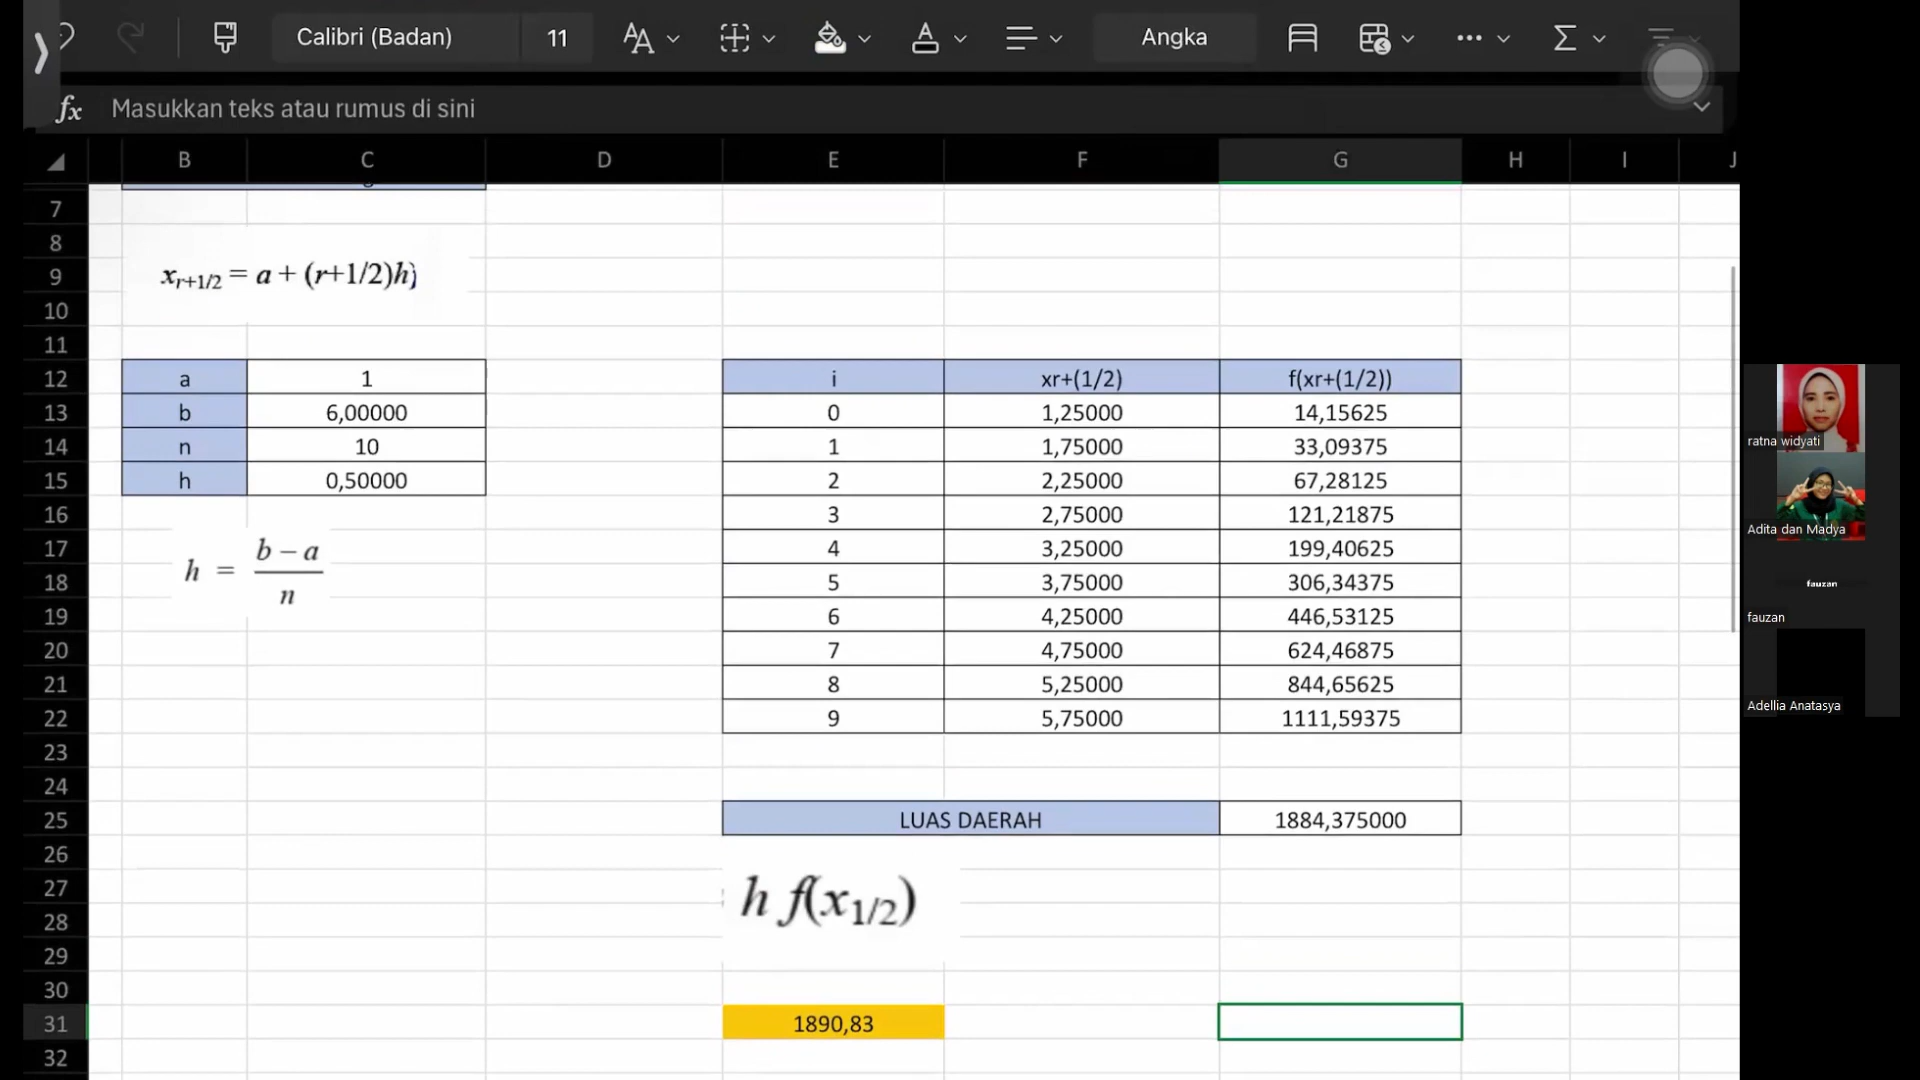 Calibri (Badan) 11 Angka
fx Masukkan teks atau rumus di sini
B C D E F G H I J
7
8
9 xr+1/2 = a + (r+1/2)h)
10
11
12 a 1 i xr+(1/2) f(xr+(1/2))
13 b 6,00000 0 1,25000 14,15625
14 n 10 1 1,75000 33,09375
15 h 0,50000 2 2,25000 67,28125
16 3 2,75000 121,21875
17 h = b – a / n 4 3,25000 199,40625
18 5 3,75000 306,34375
19 6 4,25000 446,53125
20 7 4,75000 624,46875
21 8 5,25000 844,65625
22 9 5,75000 1111,59375
23
24
25 LUAS DAERAH 1884,375000
26
27 h f(x1/2)
28
29
30
31 1890,83
32
ratna widyati
Adita dan Madya
fauzan
fauzan
Adellia Anatasya